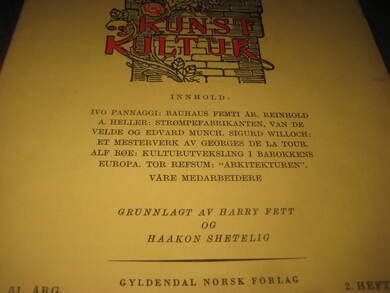 KUNST
KULTUR
INNHOLD:
IVO PANNAGGI: BAUHAUS FEMTI ÅR. REINHOLD
A. HELLER: STRØMPEFABRIKANTEN, VAN DE
VELDE OG EDVARD MUNCH. SIGURD WILLOCH:
ET MESTERVERK AV GEORGES DE LA TOUR.
ALF BØE: KULTURUTVEKSLING I BAROKKENS
EUROPA. TOR REFSUM: "ARKITEKTUREN".
VÅRE MEDARBEIDERE
GRUNNLAGT AV HARRY FETT
OG
HAAKON SHETELIG
51. ÅRG. GYLDENDAL NORSK FORLAG 2. HEFT